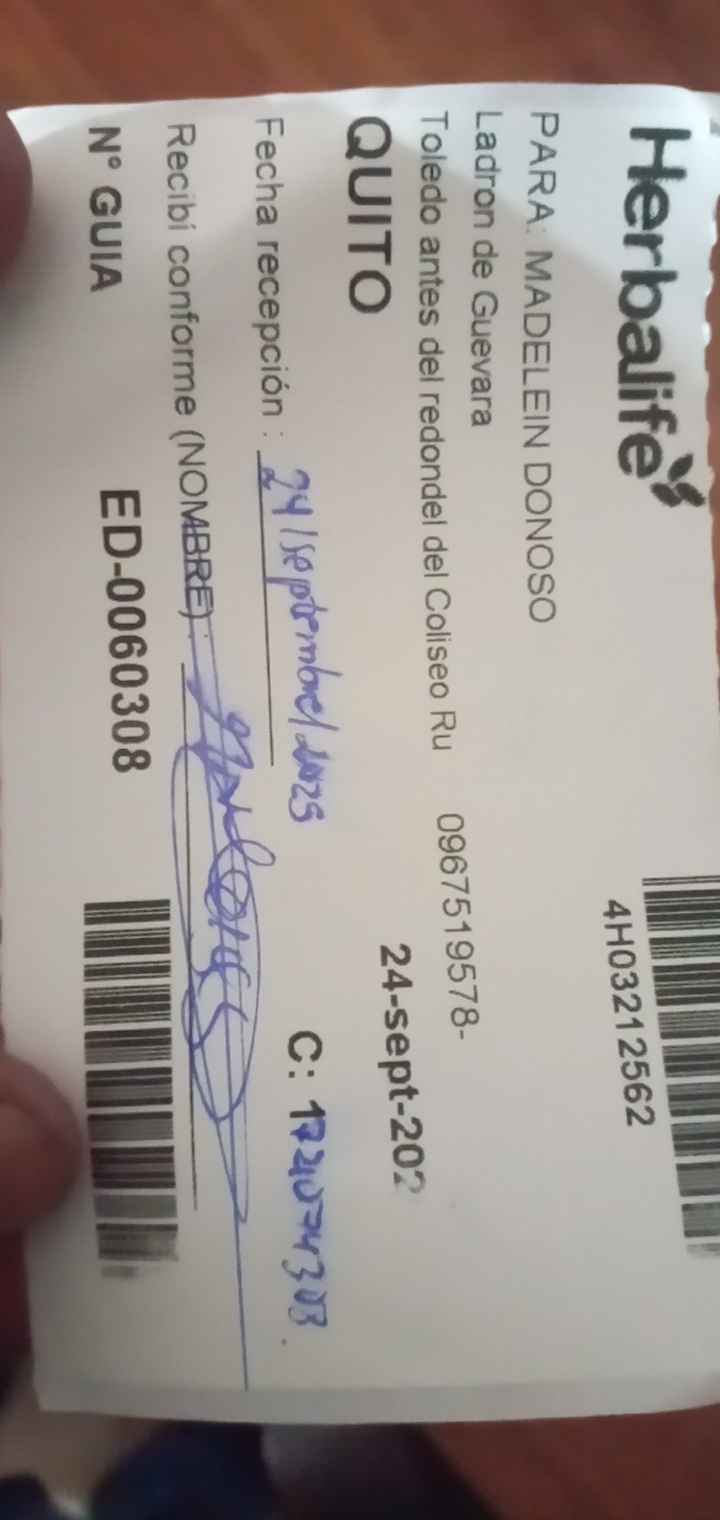 Herbalife
4H03212562
PARA: MADELEIN DONOSO
Ladron de Guevara
Toledo antes del redondel del Coliseo Ru 0967519578-
QUITO 24-sept-202
Fecha recepción : 24/septiembre/2025 C:
Recibí conforme (NOMBRE):
N° GUIA ED-0060308